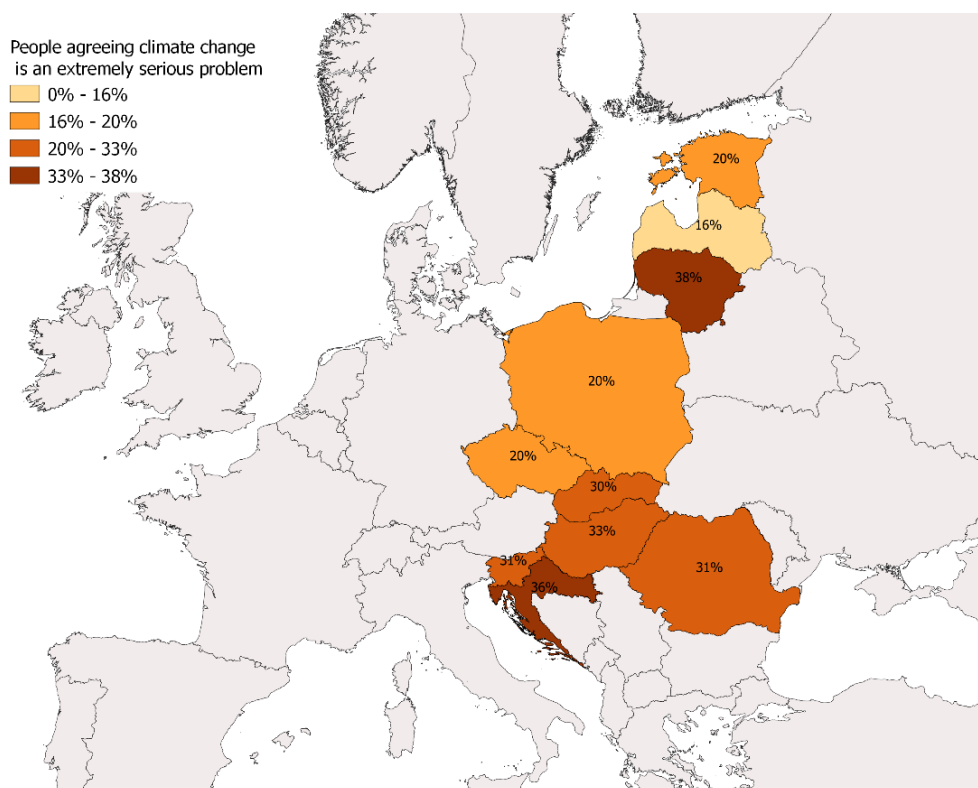 People agreeing climate change
is an extremely serious problem
0% - 16%
16% - 20%
20% - 33%
33% - 38%
20%
16%
38%
20%
20%
30%
33%
31%
31%
36%